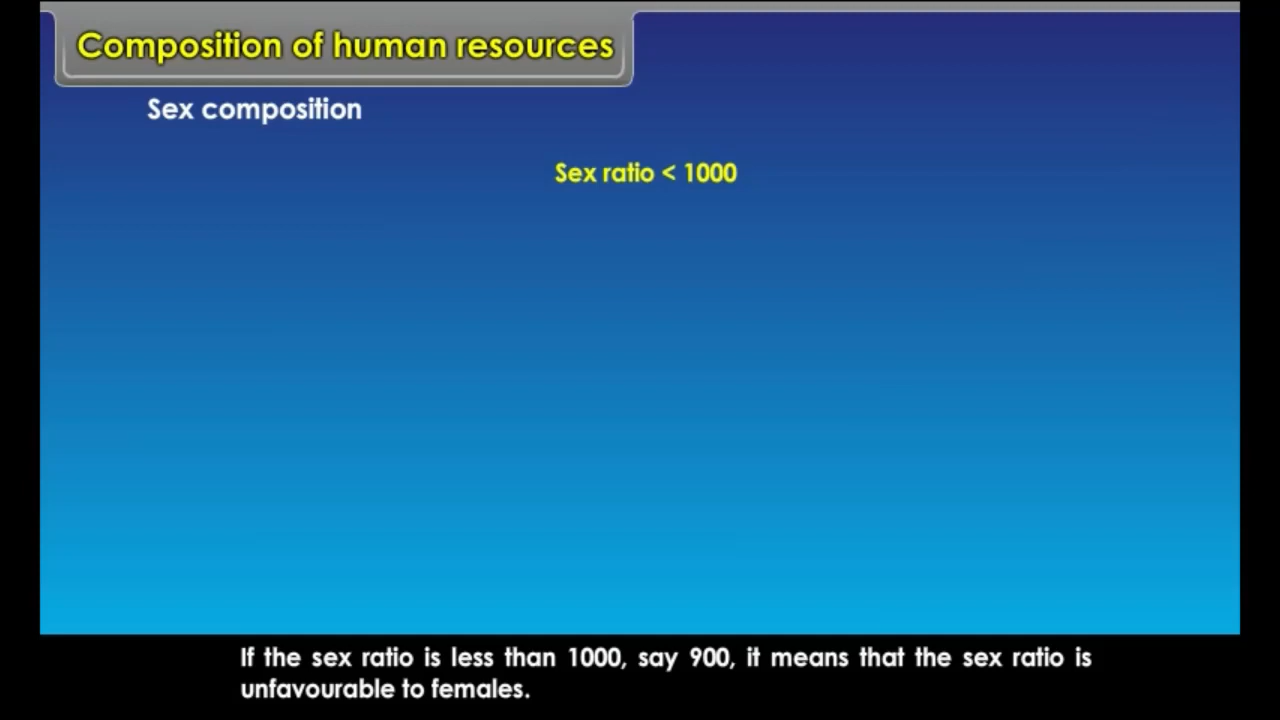 Composition of human resources
Sex composition
Sex ratio < 1000
If the sex ratio is less than 1000, say 900, it means that the sex ratio is
unfavourable to females.